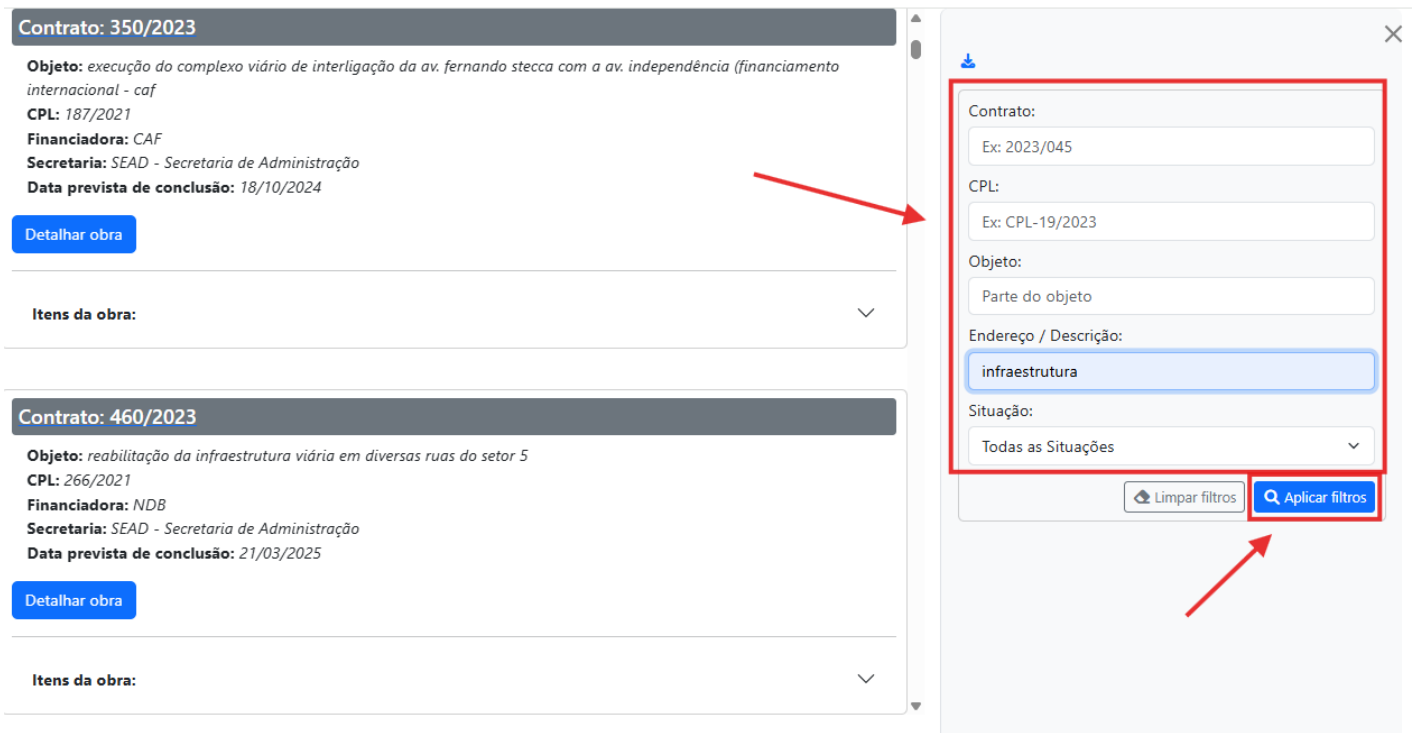 Contrato: 350/2023
Objeto: execução do complexo viário de interligação da av. fernando stecca com a av. independência (financiamento
internacional - caf
CPL: 187/2021
Financiadora: CAF
Secretaria: SEAD - Secretaria de Administração
Data prevista de conclusão: 18/10/2024
Detalhar obra
Itens da obra:
Contrato: 460/2023
Objeto: reabilitação da infraestrutura viária em diversas ruas do setor 5
CPL: 266/2021
Financiadora: NDB
Secretaria: SEAD - Secretaria de Administração
Data prevista de conclusão: 21/03/2025
Detalhar obra
Itens da obra:
Contrato:
Ex: 2023/045
CPL:
Ex: CPL-19/2023
Objeto:
Parte do objeto
Endereço / Descrição:
infraestrutura
Situação:
Todas as Situações
Limpar filtros
Aplicar filtros